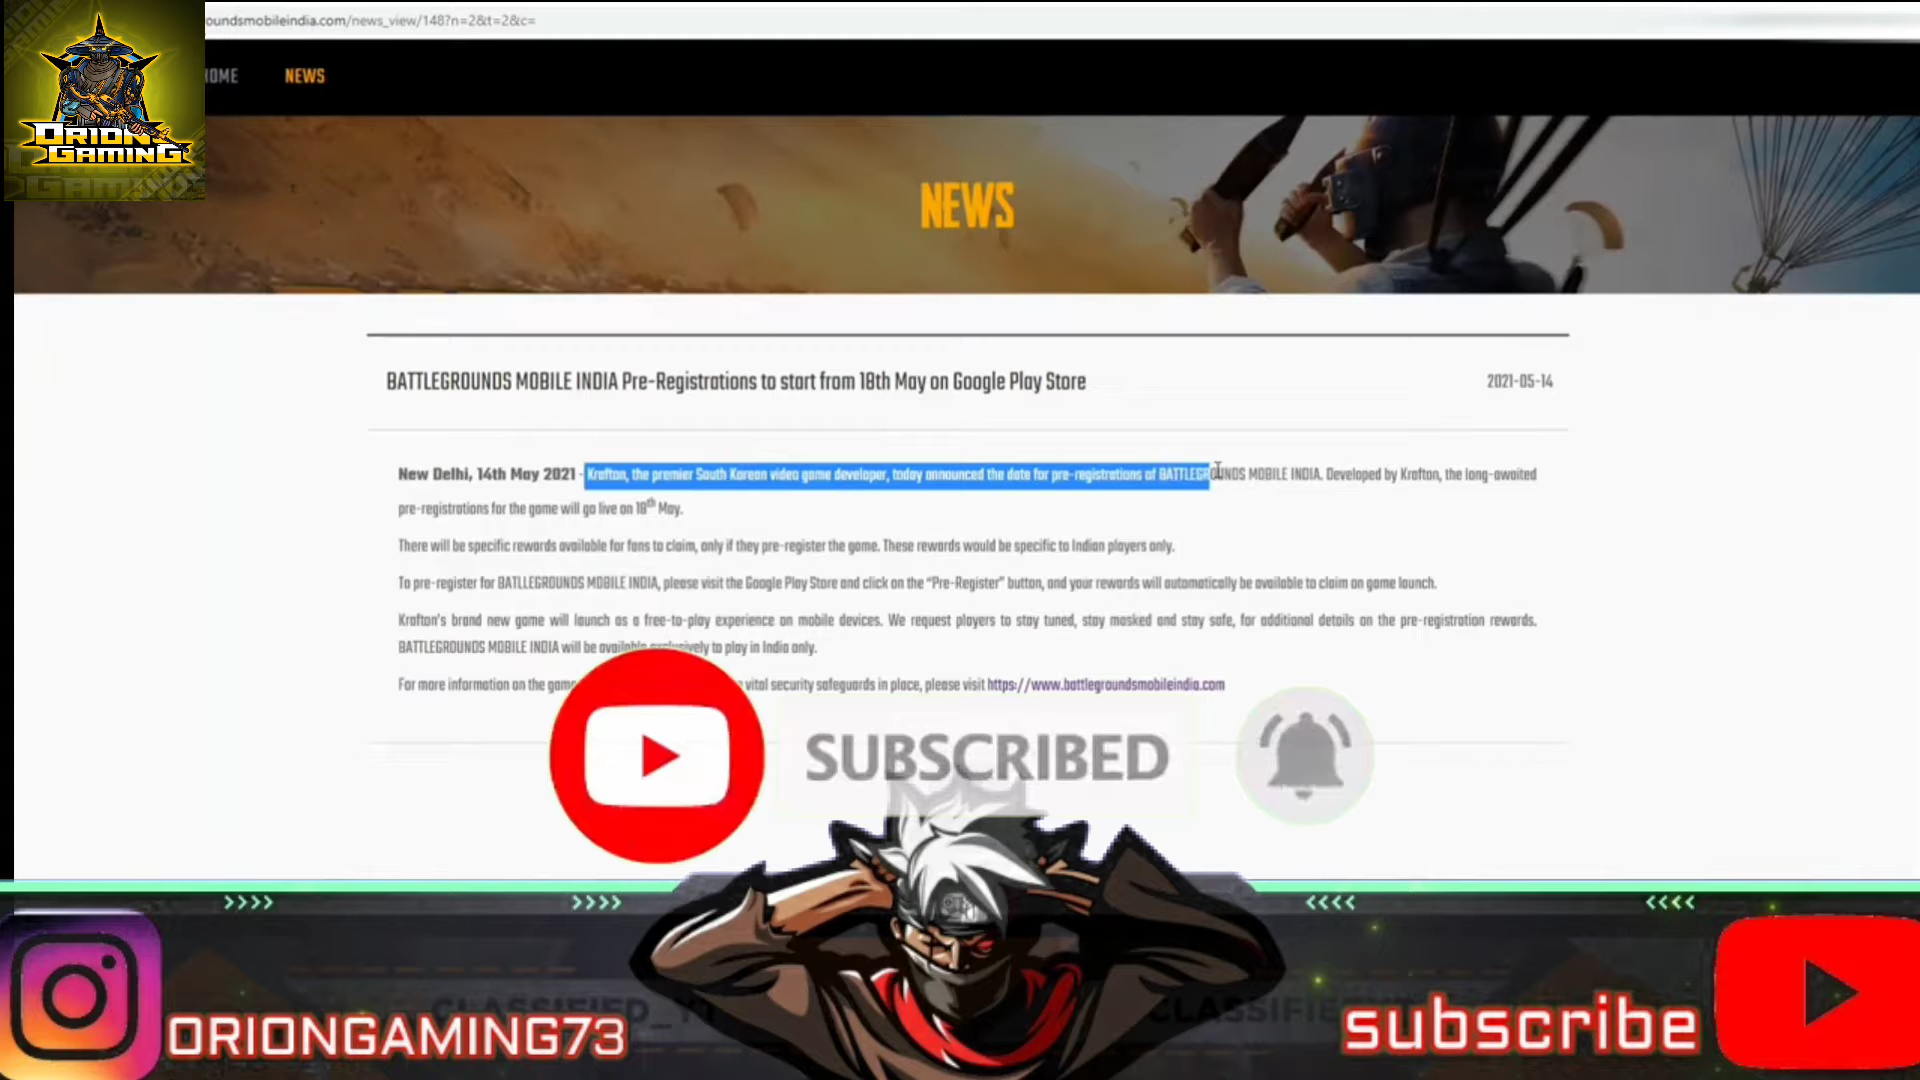 oundsmobileindia.com/news_view/148?n=2&t=2&c=
HOME NEWS
ORION
GAMING
NEWS
BATTLEGROUNDS MOBILE INDIA Pre-Registrations to start from 18th May on Google Play Store 2021-05-14
New Delhi, 14th May 2021 - Krafton, the premier South Korean video game developer, today announced the date for pre-registrations of BATTLEGROUNDS MOBILE INDIA. Developed by Krafton, the long-awaited
pre-registrations for the game will go live on 18th May.
There will be specific rewards available for fans to claim, only if they pre-register the game. These rewards would be specific to Indian players only.
To pre-register for BATLLEGROUNDS MOBILE INDIA, please visit the Google Play Store and click on the “Pre-Register” button, and your rewards will automatically be available to claim on game launch.
Krafton's brand new game will launch as a free-to-play experience on mobile devices. We request players to stay tuned, stay masked and stay safe, for additional details on the pre-registration rewards.
BATTLEGROUNDS MOBILE INDIA will be available exclusively to play in India only.
For more information on the game vital security safeguards in place, please visit https://www.battlegroundsmobileindia.com
SUBSCRIBED
>>>> >>>> <<<< <<<<
CLASSIFIED_YT
ORIONGAMING73
subscribe